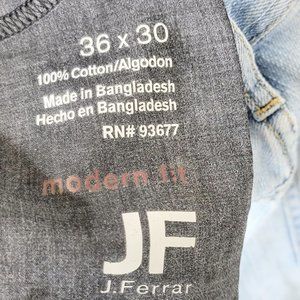 36 x 30
100% Cotton/Algodon
Made in Bangladesh
Hecho en Bangladesh
RN# 93677
modern fit
JF
J.Ferrar